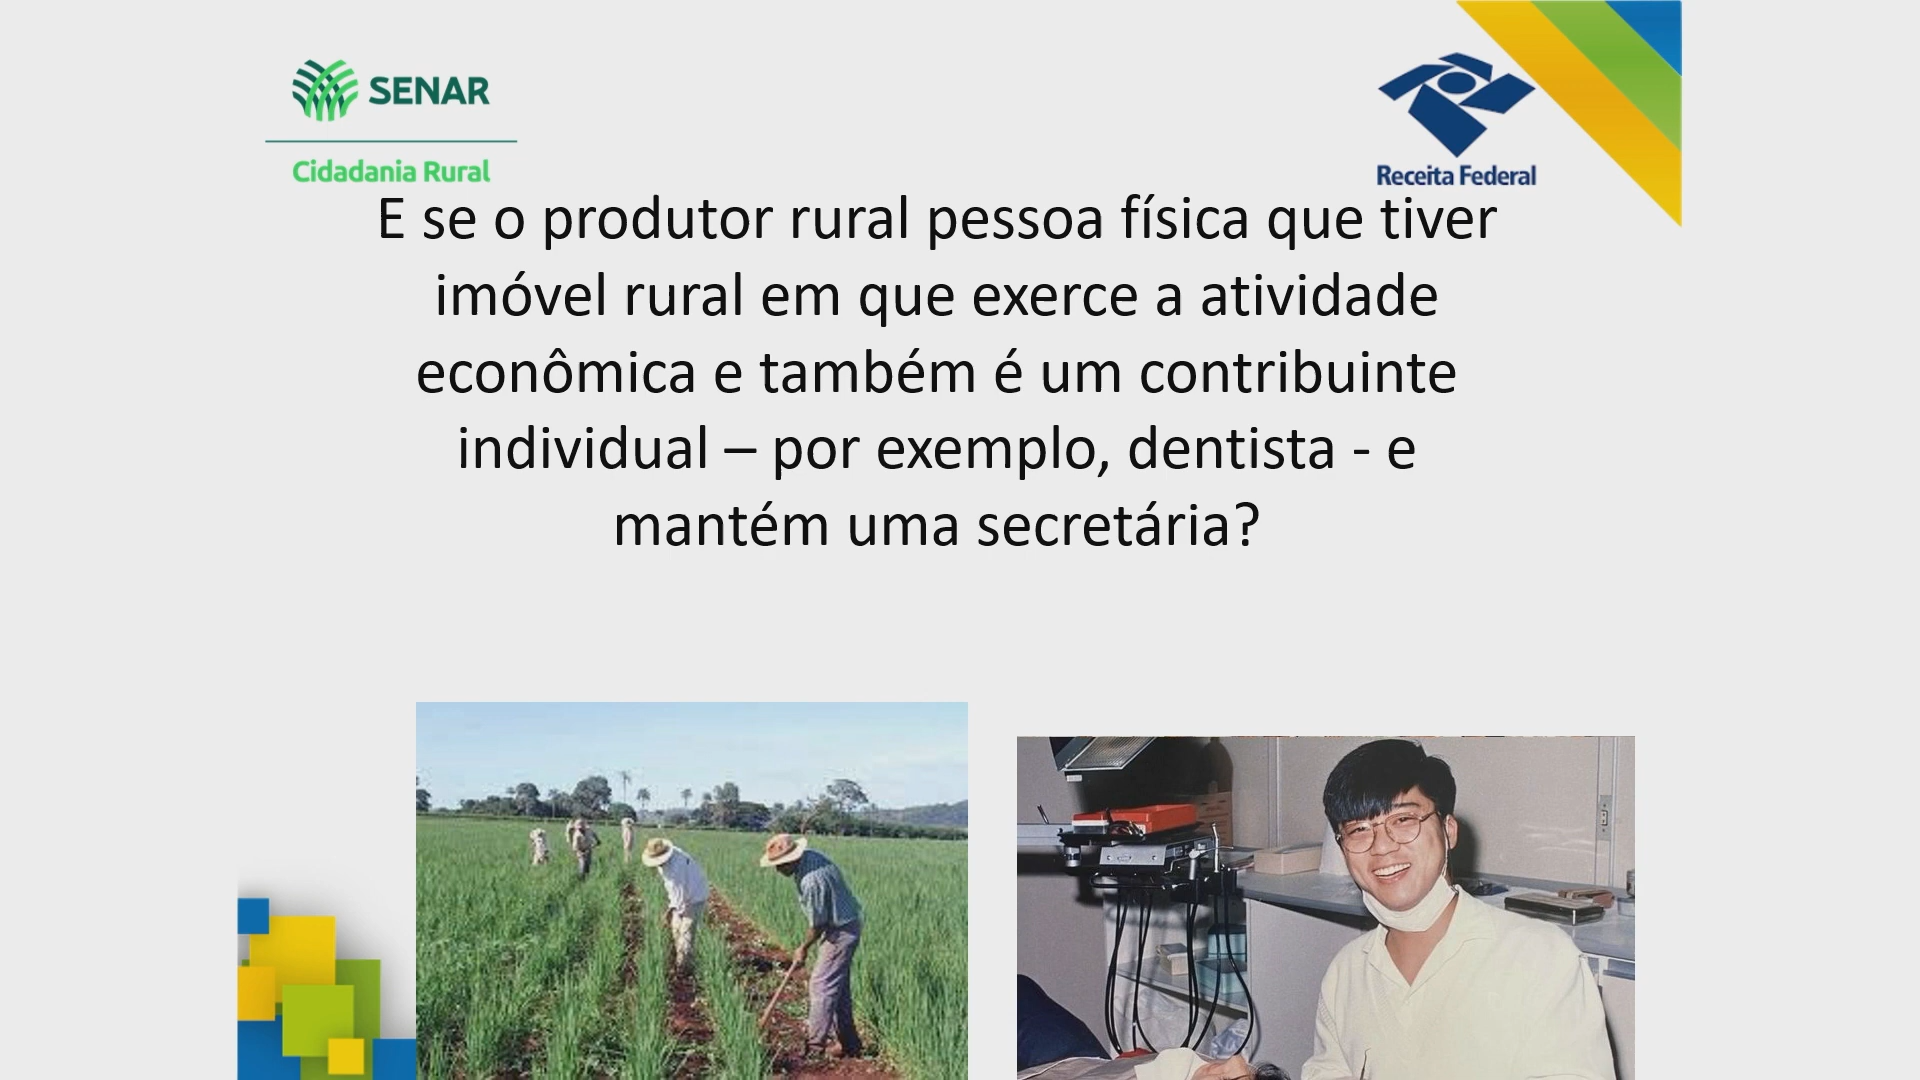 SENAR
Cidadania Rural
Receita Federal
E se o produtor rural pessoa física que tiver
imóvel rural em que exerce a atividade
econômica e também é um contribuinte
individual – por exemplo, dentista - e
mantém uma secretária?